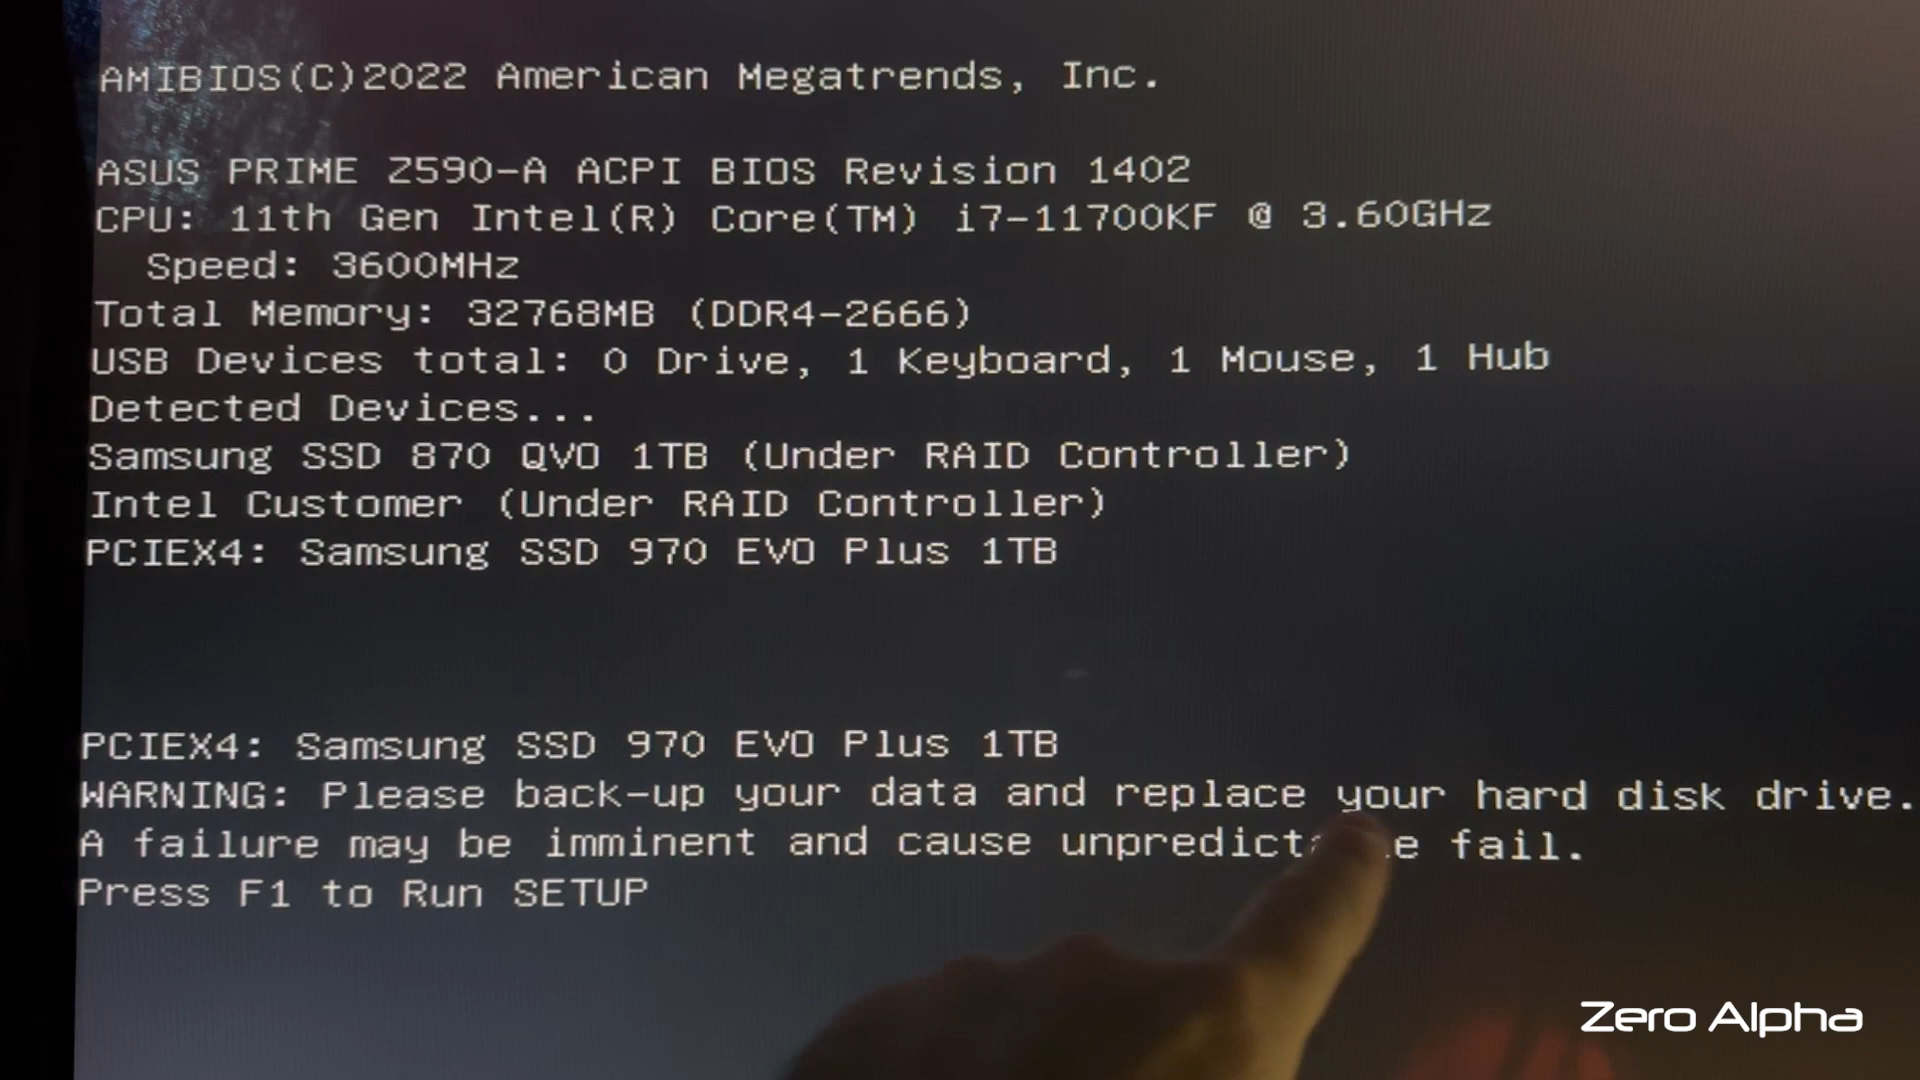 AMIBIOS(C)2022 American Megatrends, Inc.
ASUS PRIME Z590-A ACPI BIOS Revision 1402
CPU: 11th Gen Intel(R) Core(TM) i7-11700KF @ 3.60GHz
Speed: 3600MHz
Total Memory: 32768MB (DDR4-2666)
USB Devices total: 0 Drive, 1 Keyboard, 1 Mouse, 1 Hub
Detected Devices...
Samsung SSD 870 QVO 1TB (Under RAID Controller)
Intel Customer (Under RAID Controller)
PCIEX4: Samsung SSD 970 EVO Plus 1TB
PCIEX4: Samsung SSD 970 EVO Plus 1TB
WARNING: Please back-up your data and replace your hard disk drive.
A failure may be imminent and cause fail.
Press F1 to Run SETUP
Zero Alpha